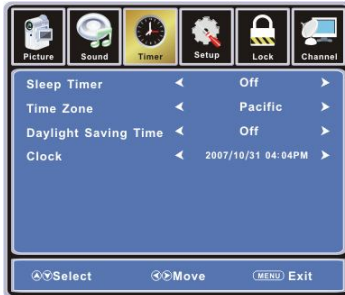 Picture Sound Timer Setup Lock Channel
Sleep Timer Off
Time Zone Pacific
Daylight Saving Time Off
Clock 2007/10/31 04:04PM
Select Move MENU Exit